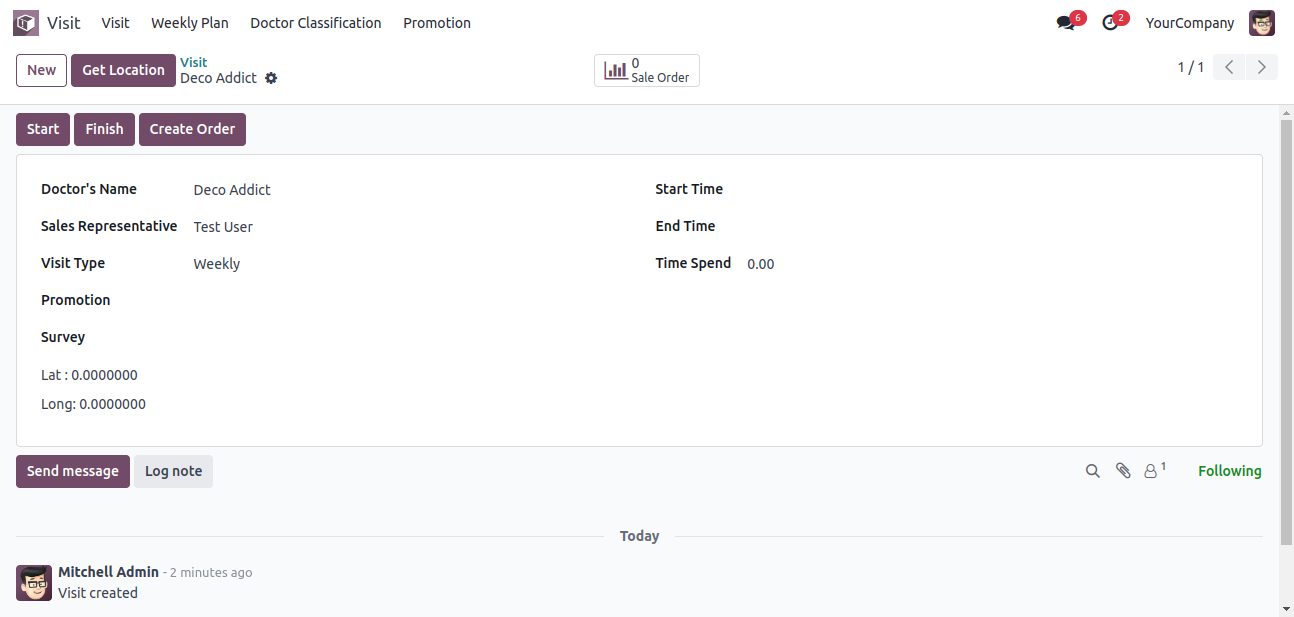 Visit Visit Weekly Plan Doctor Classification Promotion 6 2 YourCompany
New Get Location Visit
Deco Addict
0
Sale Order
1 / 1
Start Finish Create Order
Doctor's Name Deco Addict
Sales Representative Test User
Visit Type Weekly
Promotion
Survey
Lat : 0.0000000
Long: 0.0000000
Start Time
End Time
Time Spend 0.00
Send message Log note 1 Following
Today
Mitchell Admin - 2 minutes ago
Visit created